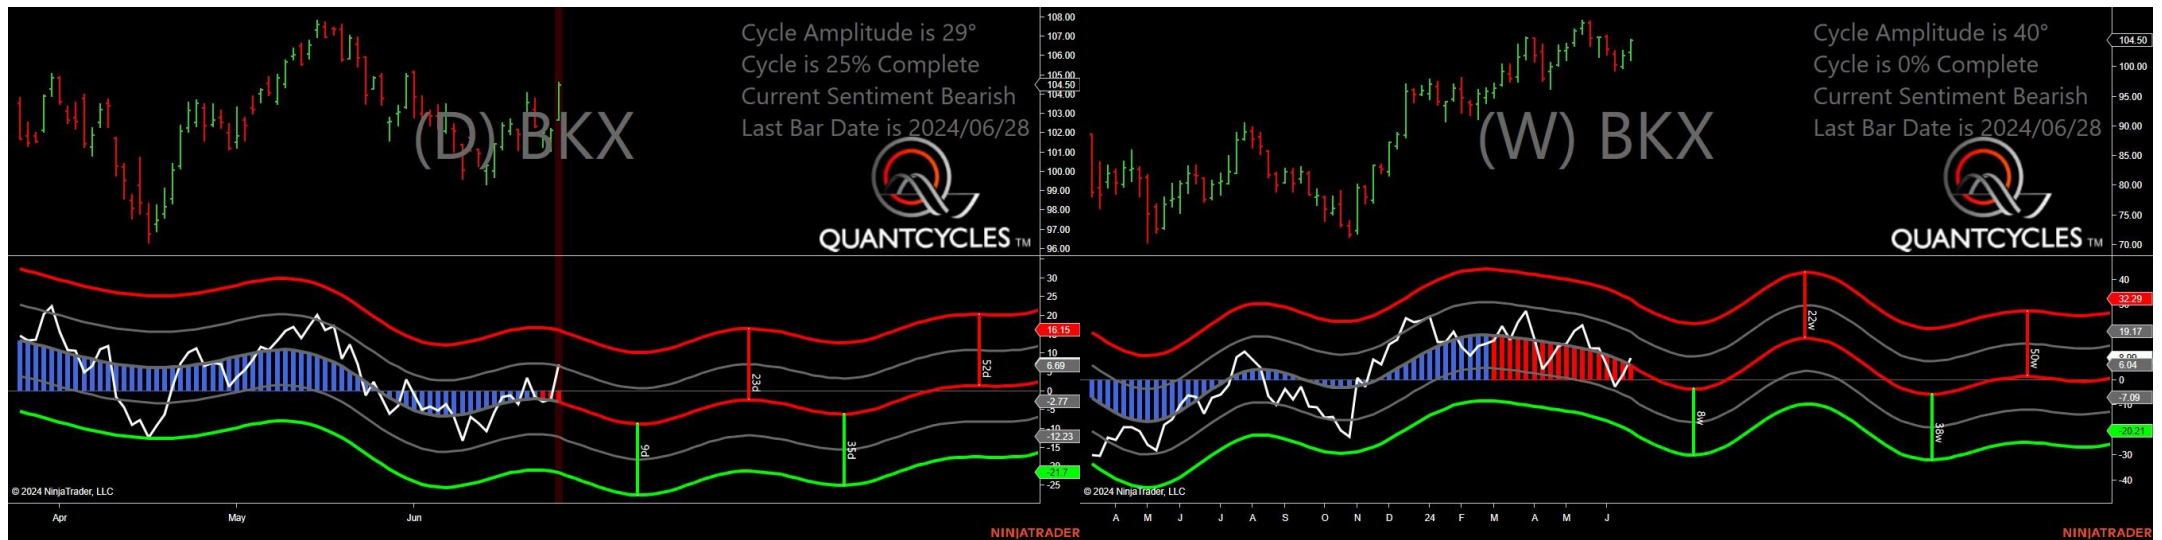 Cycle Amplitude is 29°
Cycle is 25% Complete
Current Sentiment Bearish
Last Bar Date is 2024/06/28
(D) BKX
QUANTCYCLES TM
108.00
107.00
106.00
105.00
104.50
104.00
103.00
102.00
101.00
100.00
99.00
98.00
97.00
96.00
30
25
20
16.15
10
6.69
0
-2.77
-5
-12.23
-15
-21.7
-25
9d
23d
35d
52d
© 2024 NinjaTrader, LLC
Apr May Jun
NINJATRADER
Cycle Amplitude is 40°
Cycle is 0% Complete
Current Sentiment Bearish
Last Bar Date is 2024/06/28
(W) BKX
QUANTCYCLES TM
104.50
100.00
95.00
90.00
85.00
80.00
75.00
70.00
40
32.29
19.17
6.04
0
-7.09
-10
-20.21
-30
-40
8w
22w
38w
50w
© 2024 NinjaTrader, LLC
A M J J A S O N D 24 F M A M J
NINJATRADER